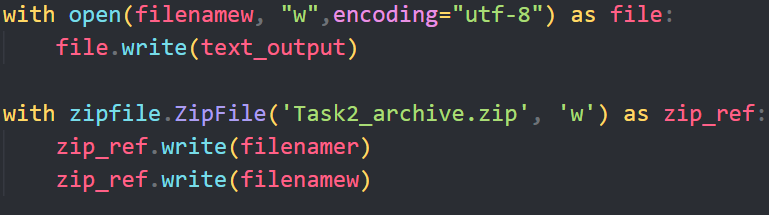 with open(filenamew, "w",encoding="utf-8") as file:
    file.write(text_output)
with zipfile.ZipFile('Task2_archive.zip', 'w') as zip_ref:
    zip_ref.write(filenamer)
    zip_ref.write(filenamew)